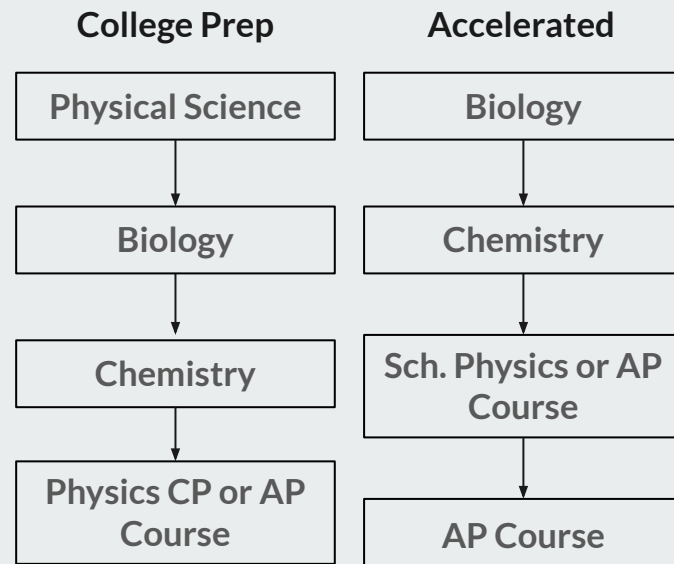 College Prep
Physical Science
Biology
Chemistry
Physics CP or AP
Course
Accelerated
Biology
Chemistry
Sch. Physics or AP
Course
AP Course